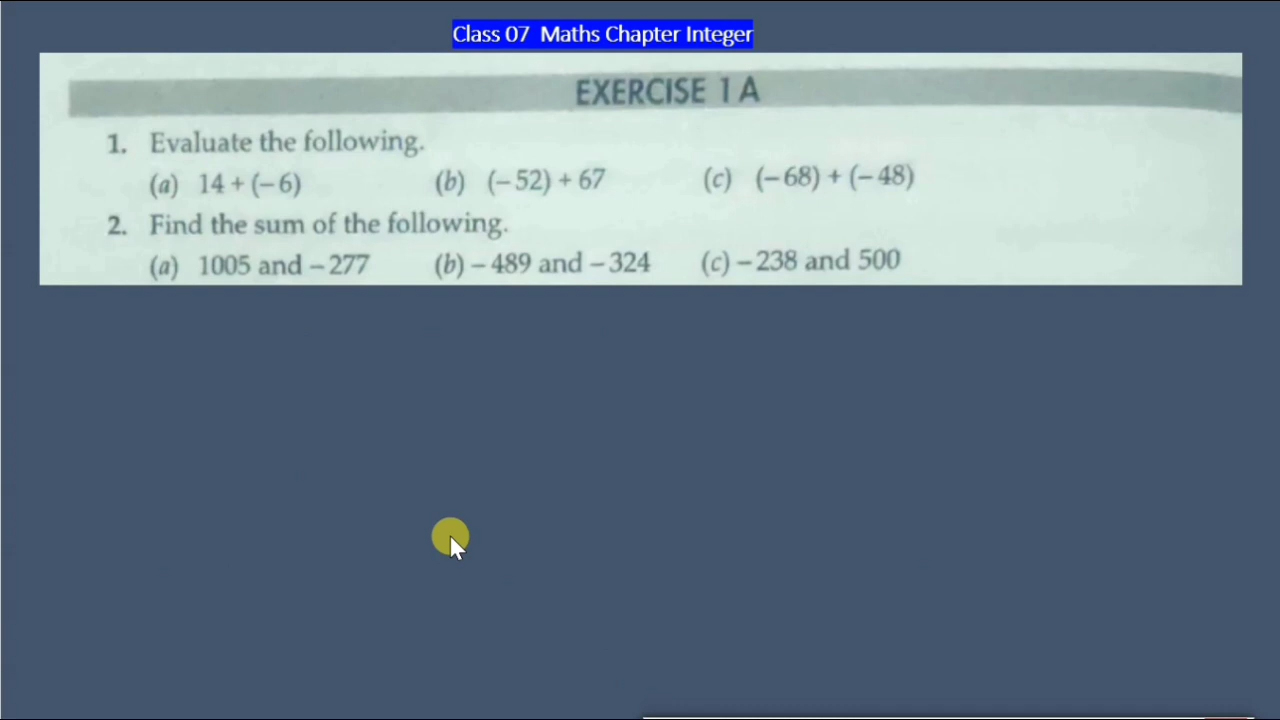 Class 07 Maths Chapter Integer
EXERCISE 1 A
1. Evaluate the following.
(a) 14 + (– 6) (b) (– 52) + 67 (c) (– 68) + (– 48)
2. Find the sum of the following.
(a) 1005 and – 277 (b) – 489 and – 324 (c) – 238 and 500